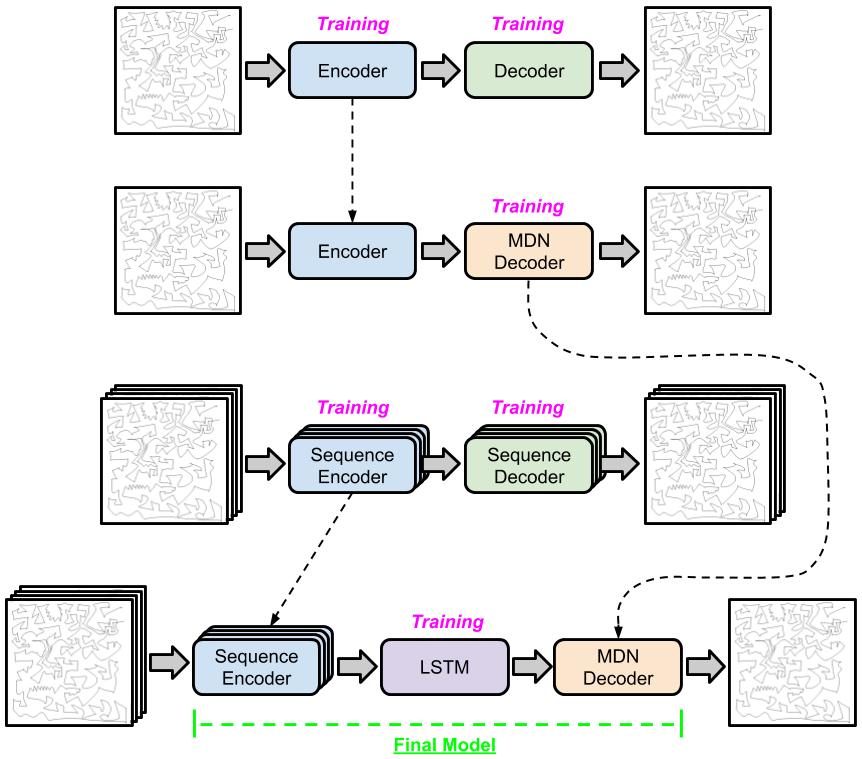 Training
Training
Encoder
Decoder
Training
Encoder
MDN
Decoder
Training
Training
Sequence
Encoder
Sequence
Decoder
Training
Sequence
Encoder
LSTM
MDN
Decoder
Final Model